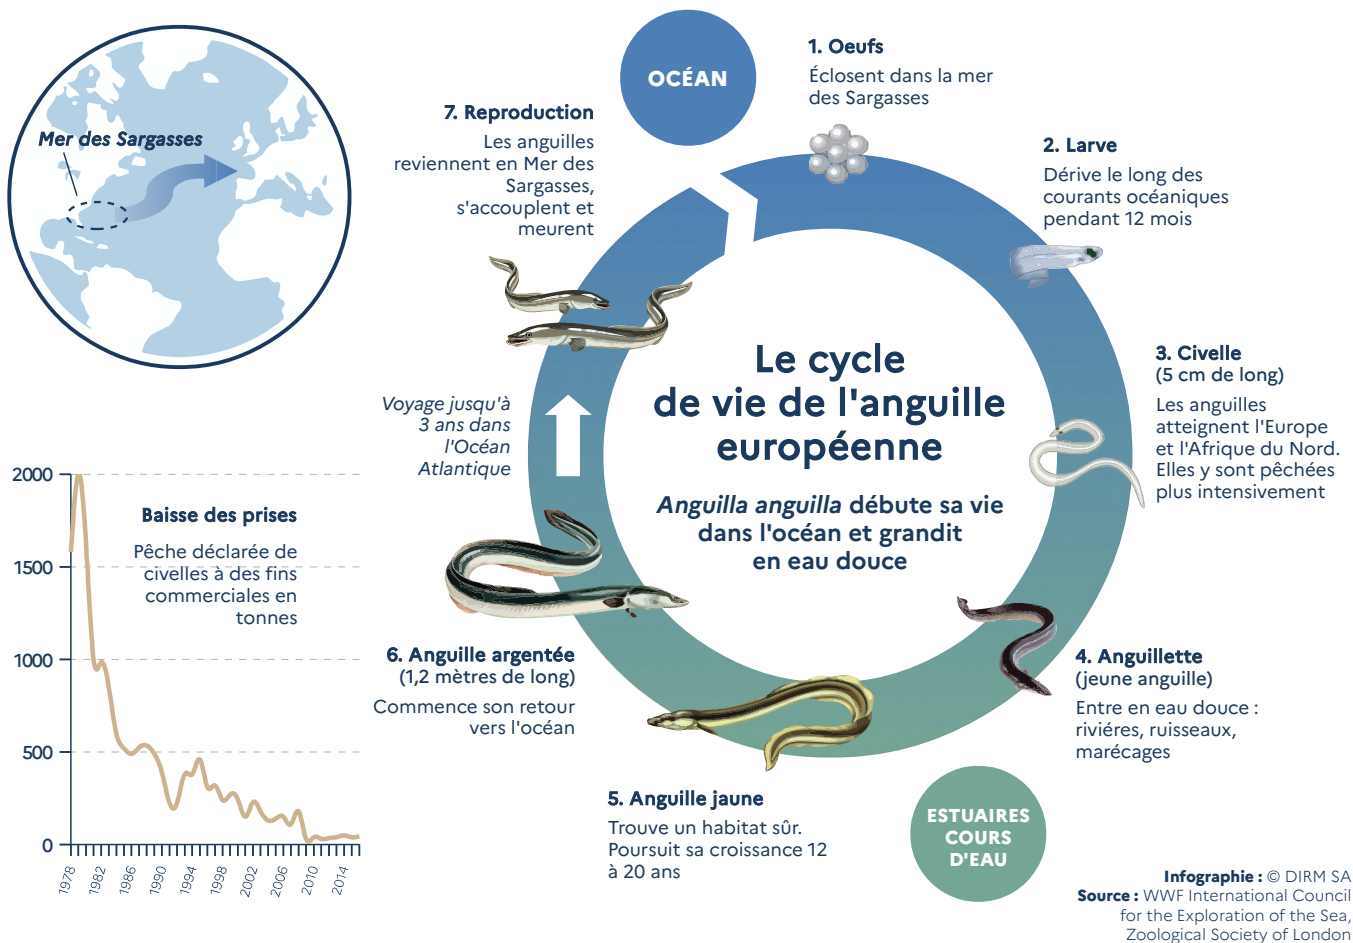 OCÉAN
1. Oeufs
Éclosent dans la mer
des Sargasses
2. Larve
Dérive le long des
courants océaniques
pendant 12 mois
3. Civelle
(5 cm de long)
Les anguilles
atteignent l'Europe
et l'Afrique du Nord.
Elles y sont pêchées
plus intensivement
4. Anguillette
(jeune anguille)
Entre en eau douce :
riviéres, ruisseaux,
marécages
ESTUAIRES
COURS
D'EAU
5. Anguille jaune
Trouve un habitat sûr.
Poursuit sa croissance 12
à 20 ans
6. Anguille argentée
(1,2 mètres de long)
Commence son retour
vers l'océan
Voyage jusqu'à
3 ans dans
l'Océan
Atlantique
7. Reproduction
Les anguilles
reviennent en Mer des
Sargasses,
s'accouplent et
meurent
Le cycle
de vie de l'anguille
européenne
Anguilla anguilla débute sa vie
dans l'océan et grandit
en eau douce
Mer des Sargasses
Baisse des prises
Pêche déclarée de
civelles à des fins
commerciales en
tonnes
2000
1500
1000
500
0
1978
1982
1986
1990
1994
1998
2002
2006
2010
2014
Infographie : © DIRM SA
Source : WWF International Council
for the Exploration of the Sea,
Zoological Society of London